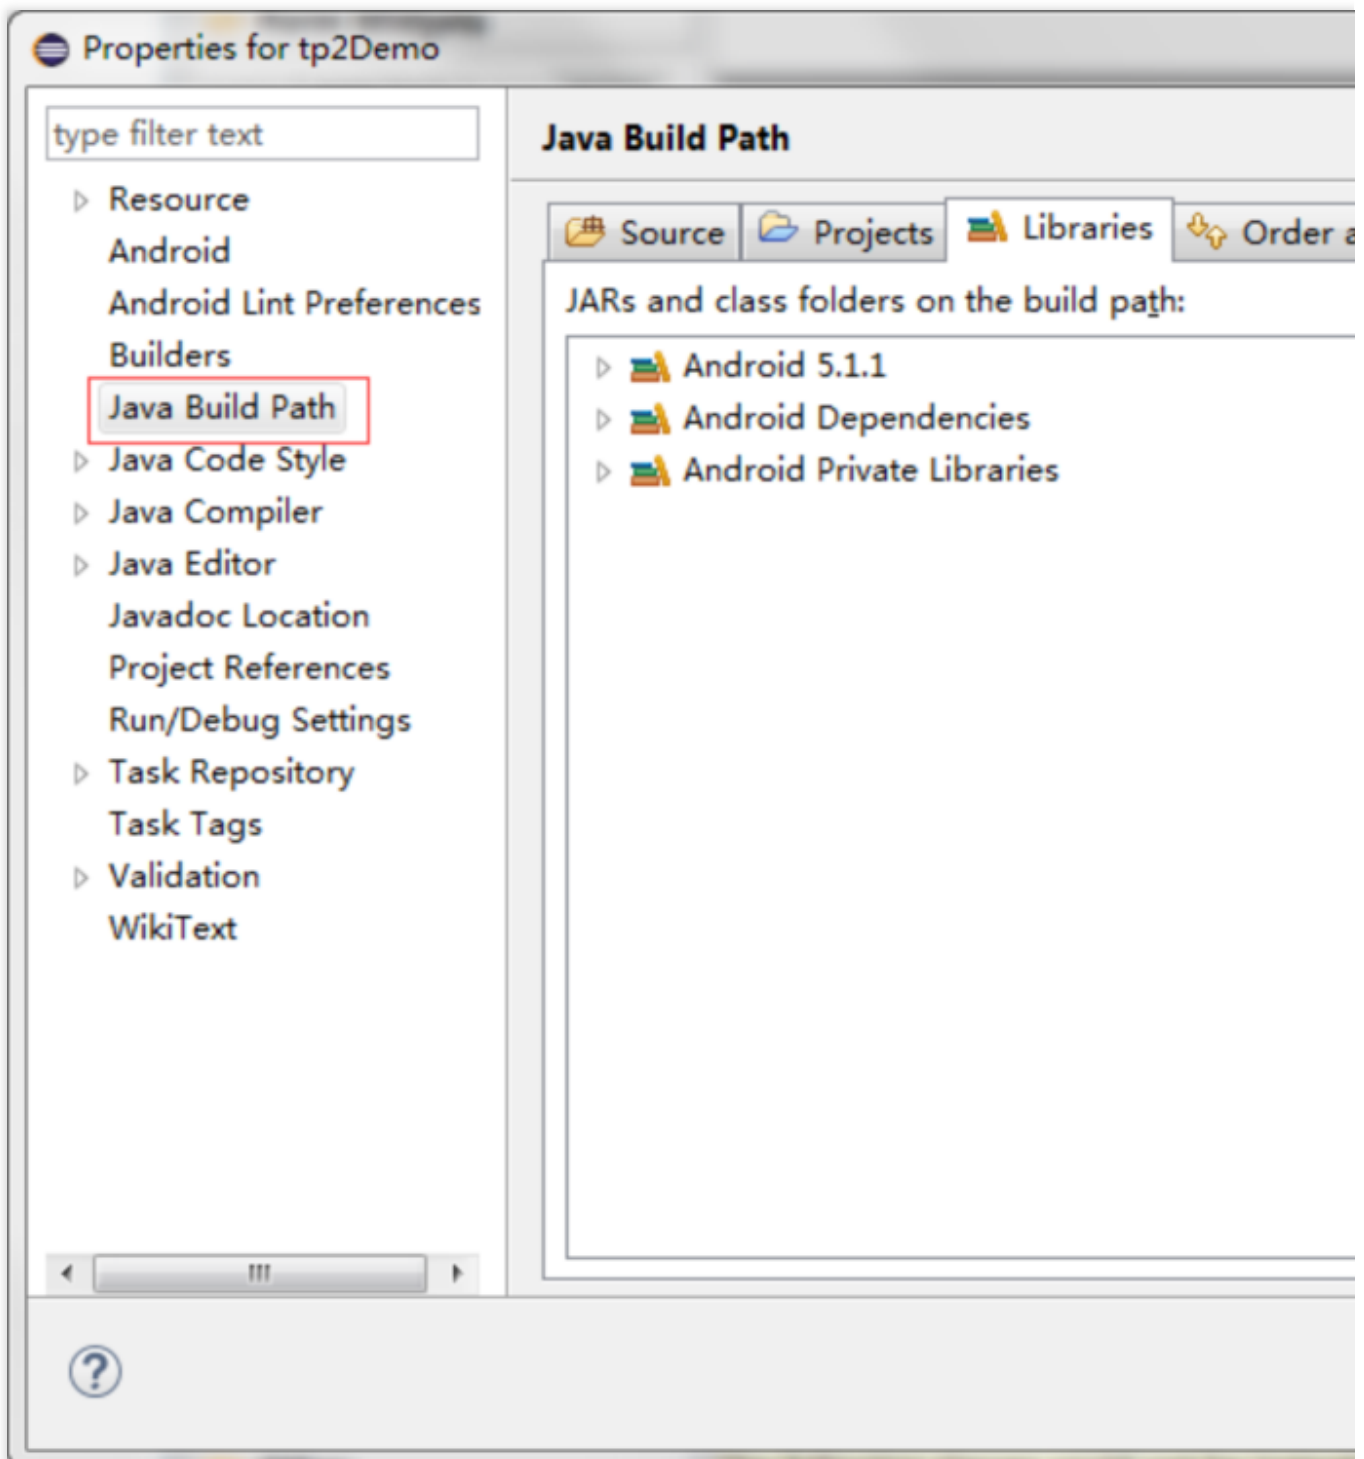 Properties for tp2Demo
type filter text
Resource
Android
Android Lint Preferences
Builders
Java Build Path
Java Code Style
Java Compiler
Java Editor
Javadoc Location
Project References
Run/Debug Settings
Task Repository
Task Tags
Validation
WikiText
Java Build Path
Source Projects Libraries Order a
JARs and class folders on the build path:
Android 5.1.1
Android Dependencies
Android Private Libraries